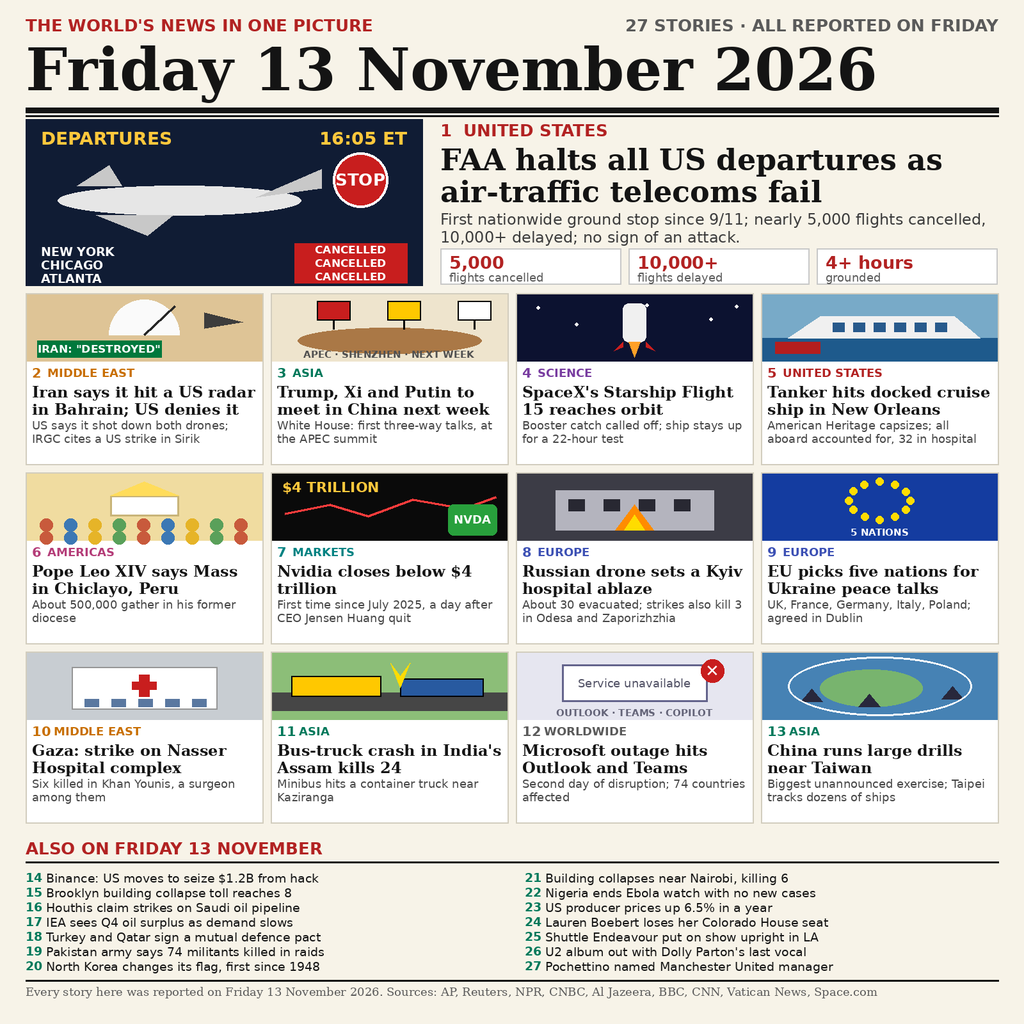 THE WORLD'S NEWS IN ONE PICTURE
27 STORIES · ALL REPORTED ON FRIDAY
Friday 13 November 2026
DEPARTURES
16:05 ET
STOP
NEW YORK
CHICAGO
ATLANTA
CANCELLED
CANCELLED
CANCELLED
1 UNITED STATES
FAA halts all US departures as
air-traffic telecoms fail
First nationwide ground stop since 9/11; nearly 5,000 flights cancelled,
10,000+ delayed; no sign of an attack.
5,000
flights cancelled
10,000+
flights delayed
4+ hours
grounded
IRAN: "DESTROYED"
2 MIDDLE EAST
Iran says it hit a US radar
in Bahrain; US denies it
US says it shot down both drones;
IRGC cites a US strike in Sirik
APEC · SHENZHEN · NEXT WEEK
3 ASIA
Trump, Xi and Putin to
meet in China next week
White House: first three-way talks, at
the APEC summit
4 SCIENCE
SpaceX's Starship Flight
15 reaches orbit
Booster catch called off; ship stays up
for a 22-hour test
5 UNITED STATES
Tanker hits docked cruise
ship in New Orleans
American Heritage capsizes; all
aboard accounted for, 32 in hospital
6 AMERICAS
Pope Leo XIV says Mass
in Chiclayo, Peru
About 500,000 gather in his former
diocese
$4 TRILLION
NVDA
7 MARKETS
Nvidia closes below $4
trillion
First time since July 2025, a day after
CEO Jensen Huang quit
8 EUROPE
Russian drone sets a Kyiv
hospital ablaze
About 30 evacuated; strikes also kill 3
in Odesa and Zaporizhzhia
5 NATIONS
9 EUROPE
EU picks five nations for
Ukraine peace talks
UK, France, Germany, Italy, Poland;
agreed in Dublin
10 MIDDLE EAST
Gaza: strike on Nasser
Hospital complex
Six killed in Khan Younis, a surgeon
among them
11 ASIA
Bus-truck crash in India's
Assam kills 24
Minibus hits a container truck near
Kaziranga
Service unavailable
OUTLOOK · TEAMS · COPILOT
12 WORLDWIDE
Microsoft outage hits
Outlook and Teams
Second day of disruption; 74 countries
affected
13 ASIA
China runs large drills
near Taiwan
Biggest unannounced exercise; Taipei
tracks dozens of ships
ALSO ON FRIDAY 13 NOVEMBER
14 Binance: US moves to seize $1.2B from hack
15 Brooklyn building collapse toll reaches 8
16 Houthis claim strikes on Saudi oil pipeline
17 IEA sees Q4 oil surplus as demand slows
18 Turkey and Qatar sign a mutual defence pact
19 Pakistan army says 74 militants killed in raids
20 North Korea changes its flag, first since 1948
21 Building collapses near Nairobi, killing 6
22 Nigeria ends Ebola watch with no new cases
23 US producer prices up 6.5% in a year
24 Lauren Boebert loses her Colorado House seat
25 Shuttle Endeavour put on show upright in LA
26 U2 album out with Dolly Parton's last vocal
27 Pochettino named Manchester United manager
Every story here was reported on Friday 13 November 2026. Sources: AP, Reuters, NPR, CNBC, Al Jazeera, BBC, CNN, Vatican News, Space.com